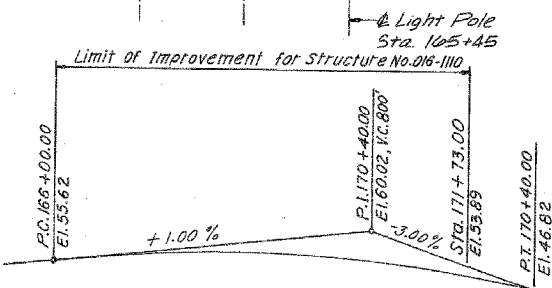 ℄ Light Pole
Sta. 165+45
Limit of Improvement for Structure No.016-1110
P.C.166+00.00
El.55.62
+1.00 %
P.I.170+40.00
El.60.02, V.C.800'
-3.00%
Sta.171+73.00
El.53.89
P.T.170+40.00
El.46.82